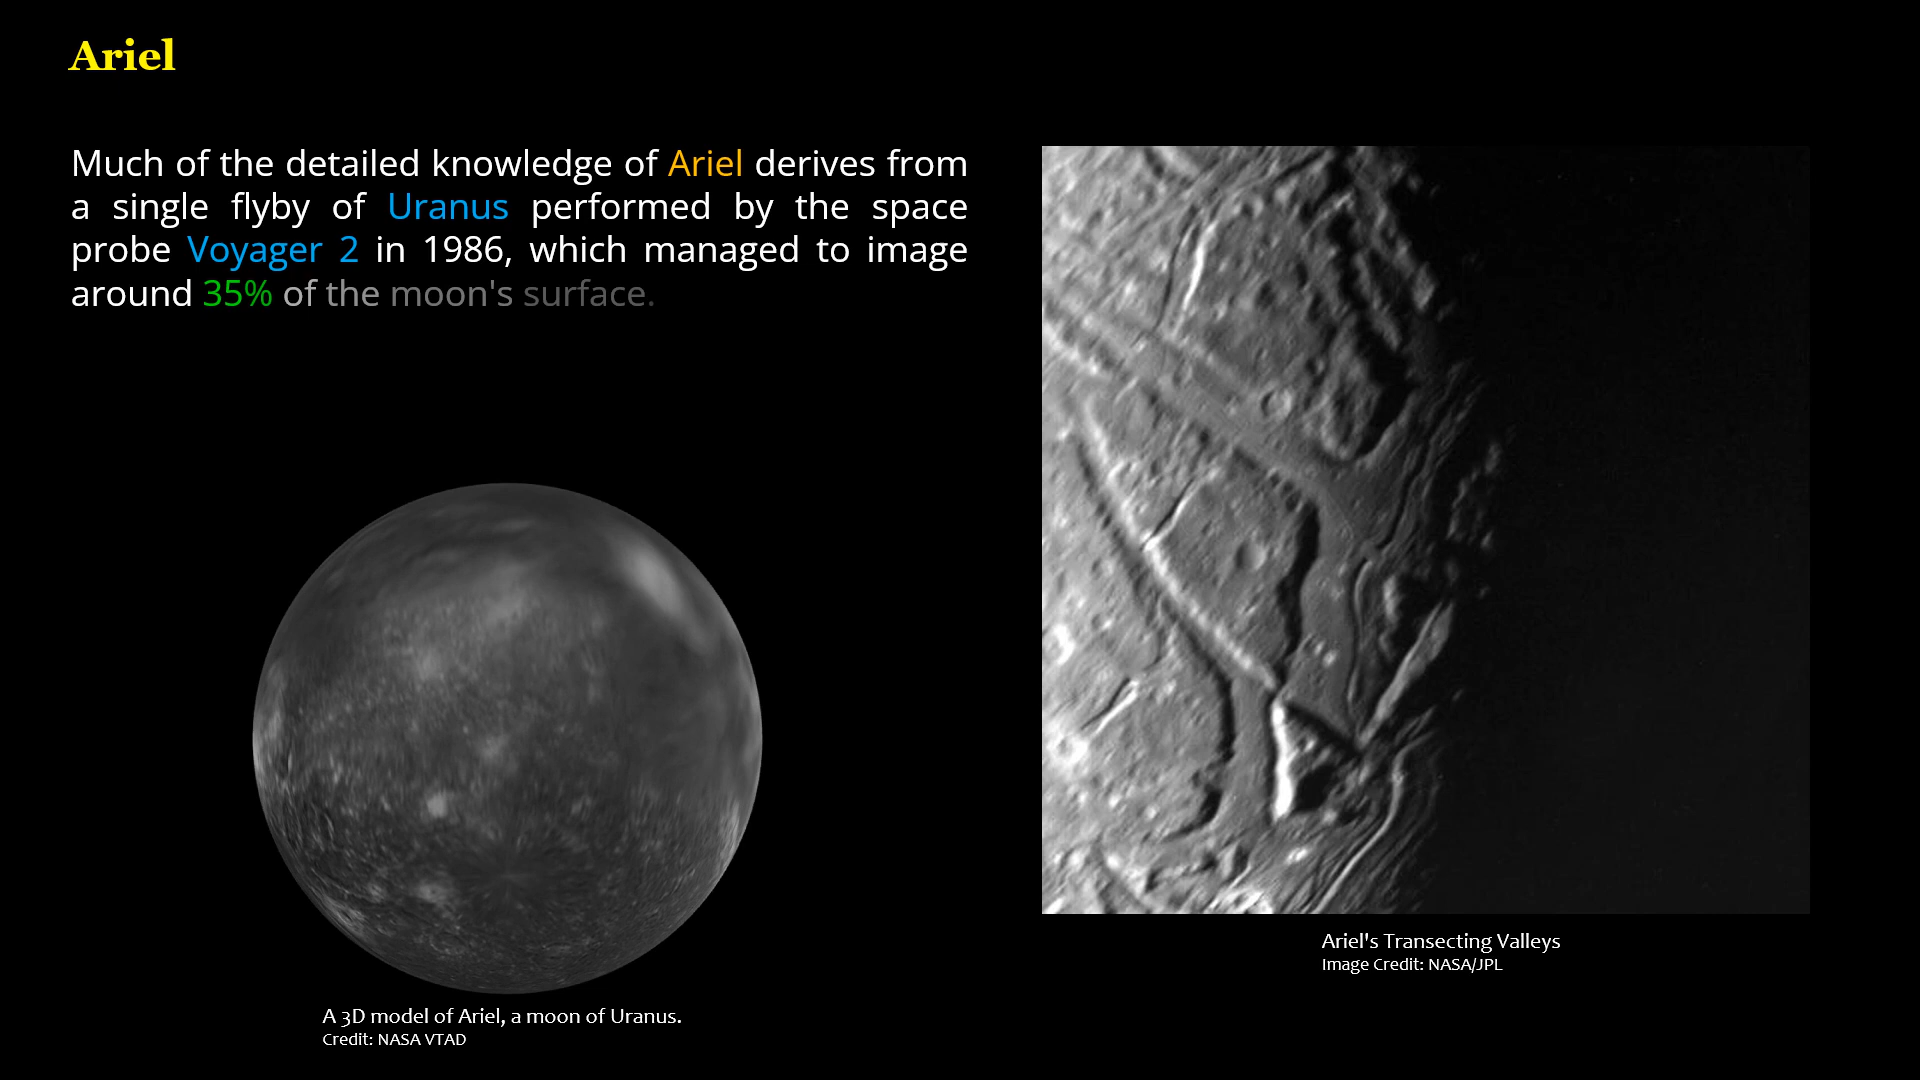 Ariel
Much of the detailed knowledge of Ariel derives from
a single flyby of Uranus performed by the space
probe Voyager 2 in 1986, which managed to image
around 35% of the moon's surface.
Ariel's Transecting Valleys
Image Credit: NASA/JPL
A 3D model of Ariel, a moon of Uranus.
Credit: NASA VTAD